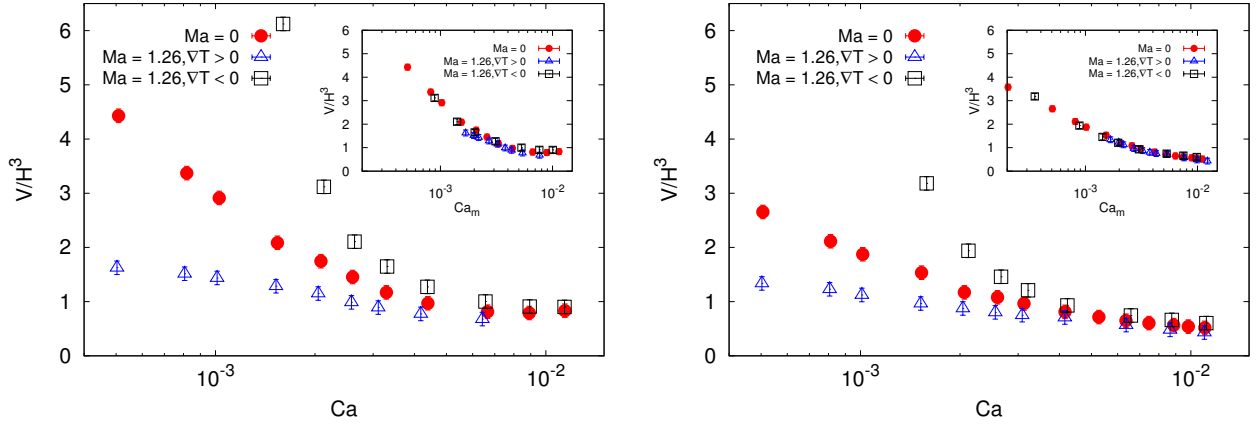 V/H³
6
5
4
3
2
1
0
10⁻³
10⁻²
Ca
Ma = 0
Ma = 1.26,∇T > 0
Ma = 1.26,∇T < 0
V/H³
6
5
4
3
2
1
0
10⁻³
10⁻²
Caₘ
Ma = 0
Ma = 1.26,∇T > 0
Ma = 1.26,∇T < 0
V/H³
6
5
4
3
2
1
0
10⁻³
10⁻²
Ca
Ma = 0
Ma = 1.26,∇T > 0
Ma = 1.26,∇T < 0
V/H³
6
5
4
3
2
1
0
10⁻³
10⁻²
Caₘ
Ma = 0
Ma = 1.26,∇T > 0
Ma = 1.26,∇T < 0